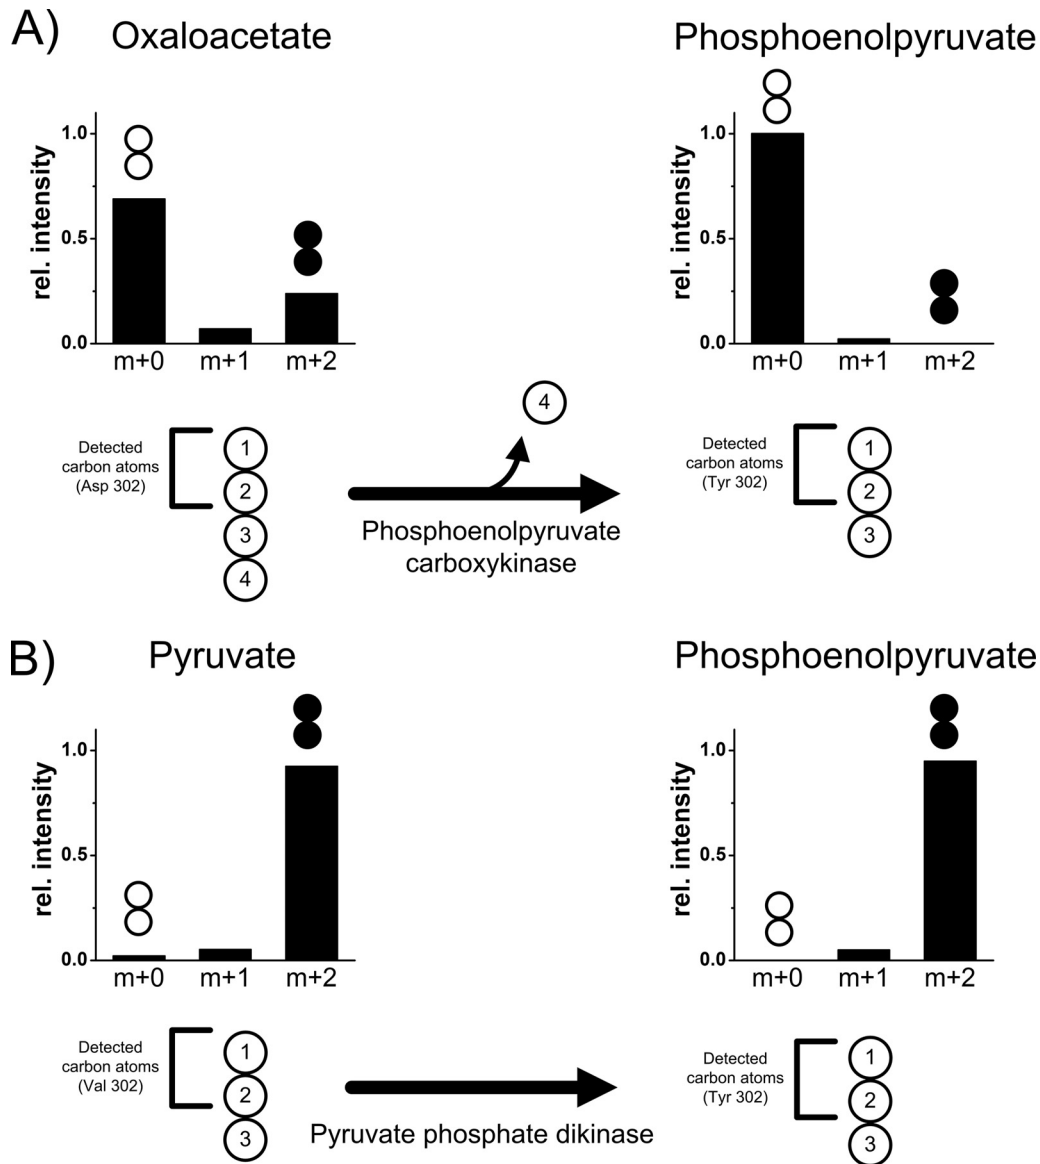 A)
Oxaloacetate
Phosphoenolpyruvate
rel. intensity
1.0
0.5
0.0
m+0 m+1 m+2
rel. intensity
1.0
0.5
0.0
m+0 m+1 m+2
Detected
carbon atoms
(Asp 302)
1
2
3
4
4
Phosphoenolpyruvate
carboxykinase
Detected
carbon atoms
(Tyr 302)
1
2
3
B)
Pyruvate
Phosphoenolpyruvate
rel. intensity
1.0
0.5
0.0
m+0 m+1 m+2
rel. intensity
1.0
0.5
0.0
m+0 m+1 m+2
Detected
carbon atoms
(Val 302)
1
2
3
Pyruvate phosphate dikinase
Detected
carbon atoms
(Tyr 302)
1
2
3